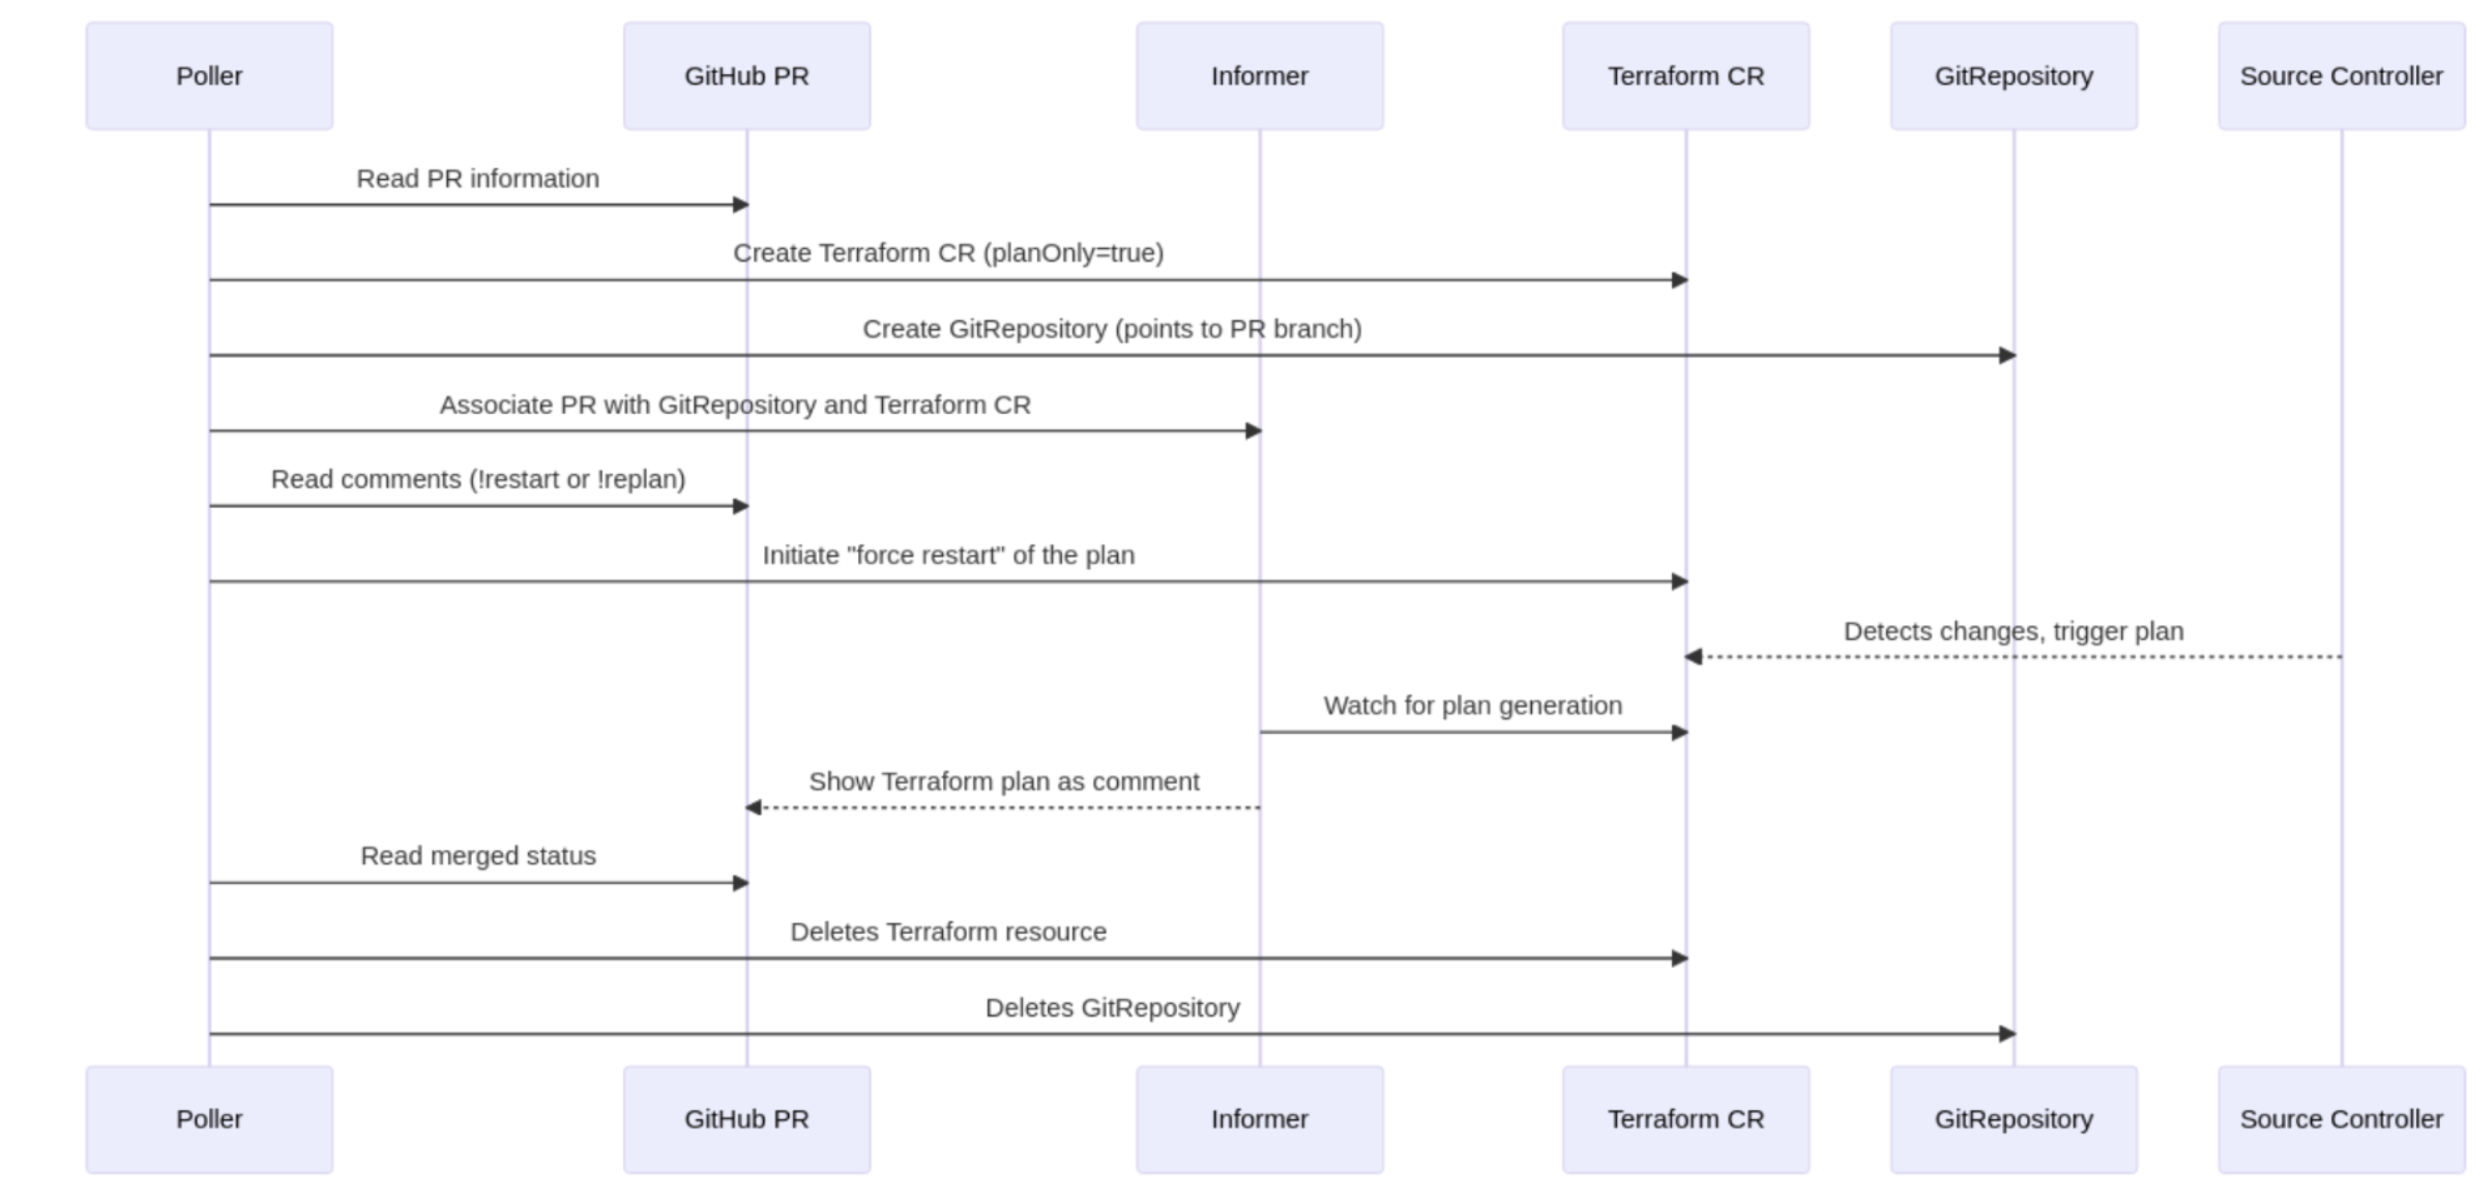 Poller
GitHub PR
Informer
Terraform CR
GitRepository
Source Controller
Read PR information
Create Terraform CR (planOnly=true)
Create GitRepository (points to PR branch)
Associate PR with GitRepository and Terraform CR
Read comments (!restart or !replan)
Initiate "force restart" of the plan
Detects changes, trigger plan
Watch for plan generation
Show Terraform plan as comment
Read merged status
Deletes Terraform resource
Deletes GitRepository
Poller
GitHub PR
Informer
Terraform CR
GitRepository
Source Controller